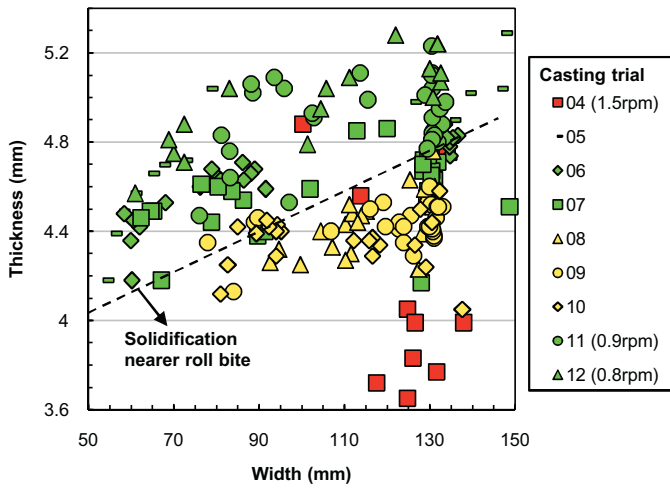 5.2
4.8
4.4
4
3.6
Thickness (mm)
50
70
90
110
130
150
Width (mm)
Solidification
nearer roll bite
Casting trial
04 (1.5rpm)
05
06
07
08
09
10
11 (0.9rpm)
12 (0.8rpm)